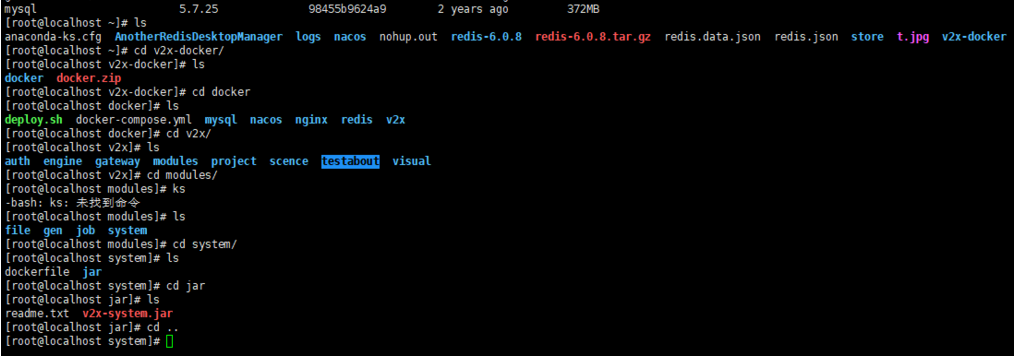 mysql 5.7.25 98455b9624a9 2 years ago 372MB
[root@localhost ~]# ls
anaconda-ks.cfg AnotherRedisDesktopManager logs nacos nohup.out redis-6.0.8 redis-6.0.8.tar.gz redis.data.json redis.json store t.jpg v2x-docker
[root@localhost ~]# cd v2x-docker/
[root@localhost v2x-docker]# ls
docker docker.zip
[root@localhost v2x-docker]# cd docker
[root@localhost docker]# ls
deploy.sh docker-compose.yml mysql nacos nginx redis v2x
[root@localhost docker]# cd v2x/
[root@localhost v2x]# ls
auth engine gateway modules project scence testabout visual
[root@localhost v2x]# cd modules/
[root@localhost modules]# ks
-bash: ks: 未找到命令
[root@localhost modules]# ls
file gen job system
[root@localhost modules]# cd system/
[root@localhost system]# ls
dockerfile jar
[root@localhost system]# cd jar
[root@localhost jar]# ls
readme.txt v2x-system.jar
[root@localhost jar]# cd ..
[root@localhost system]#